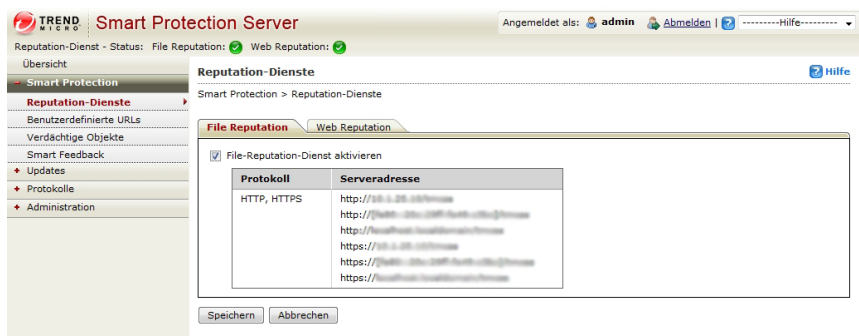 TREND MICRO Smart Protection Server
Angemeldet als: admin Abmelden | ---------Hilfe---------
Reputation-Dienst - Status: File Reputation: Web Reputation:
Übersicht
Smart Protection
Reputation-Dienste
Benutzerdefinierte URLs
Verdächtige Objekte
Smart Feedback
Updates
Protokolle
Administration
Reputation-Dienste
Hilfe
Smart Protection > Reputation-Dienste
File Reputation Web Reputation
File-Reputation-Dienst aktivieren
Protokoll Serveradresse
HTTP, HTTPS http://
http://
http://
https://
https://
https://
Speichern Abbrechen